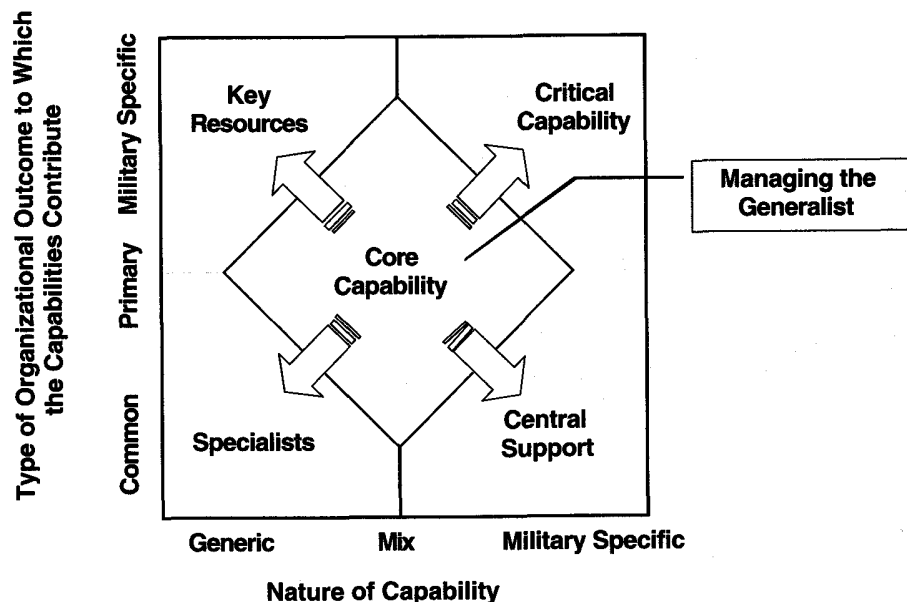 Type of Organizational Outcome to Which
the Capabilities Contribute
Military Specific
Primary
Common
Key
Resources
Critical
Capability
Managing the
Generalist
Core
Capability
Specialists
Central
Support
Generic
Mix
Military Specific
Nature of Capability